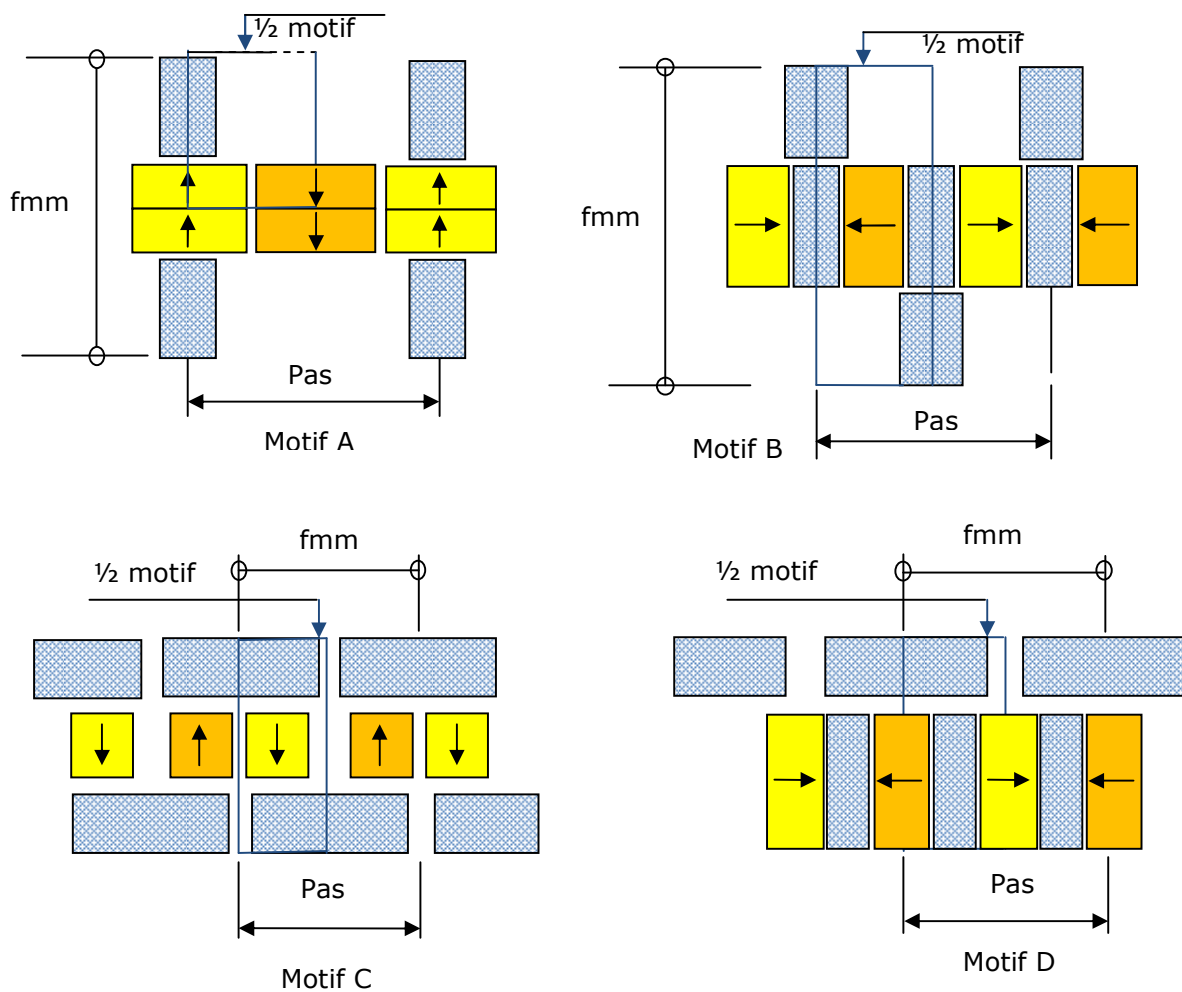 ½ motif
½ motif
fmm
fmm
Pas
Pas
Motif A
Motif B
fmm
fmm
½ motif
½ motif
Pas
Pas
Motif C
Motif D